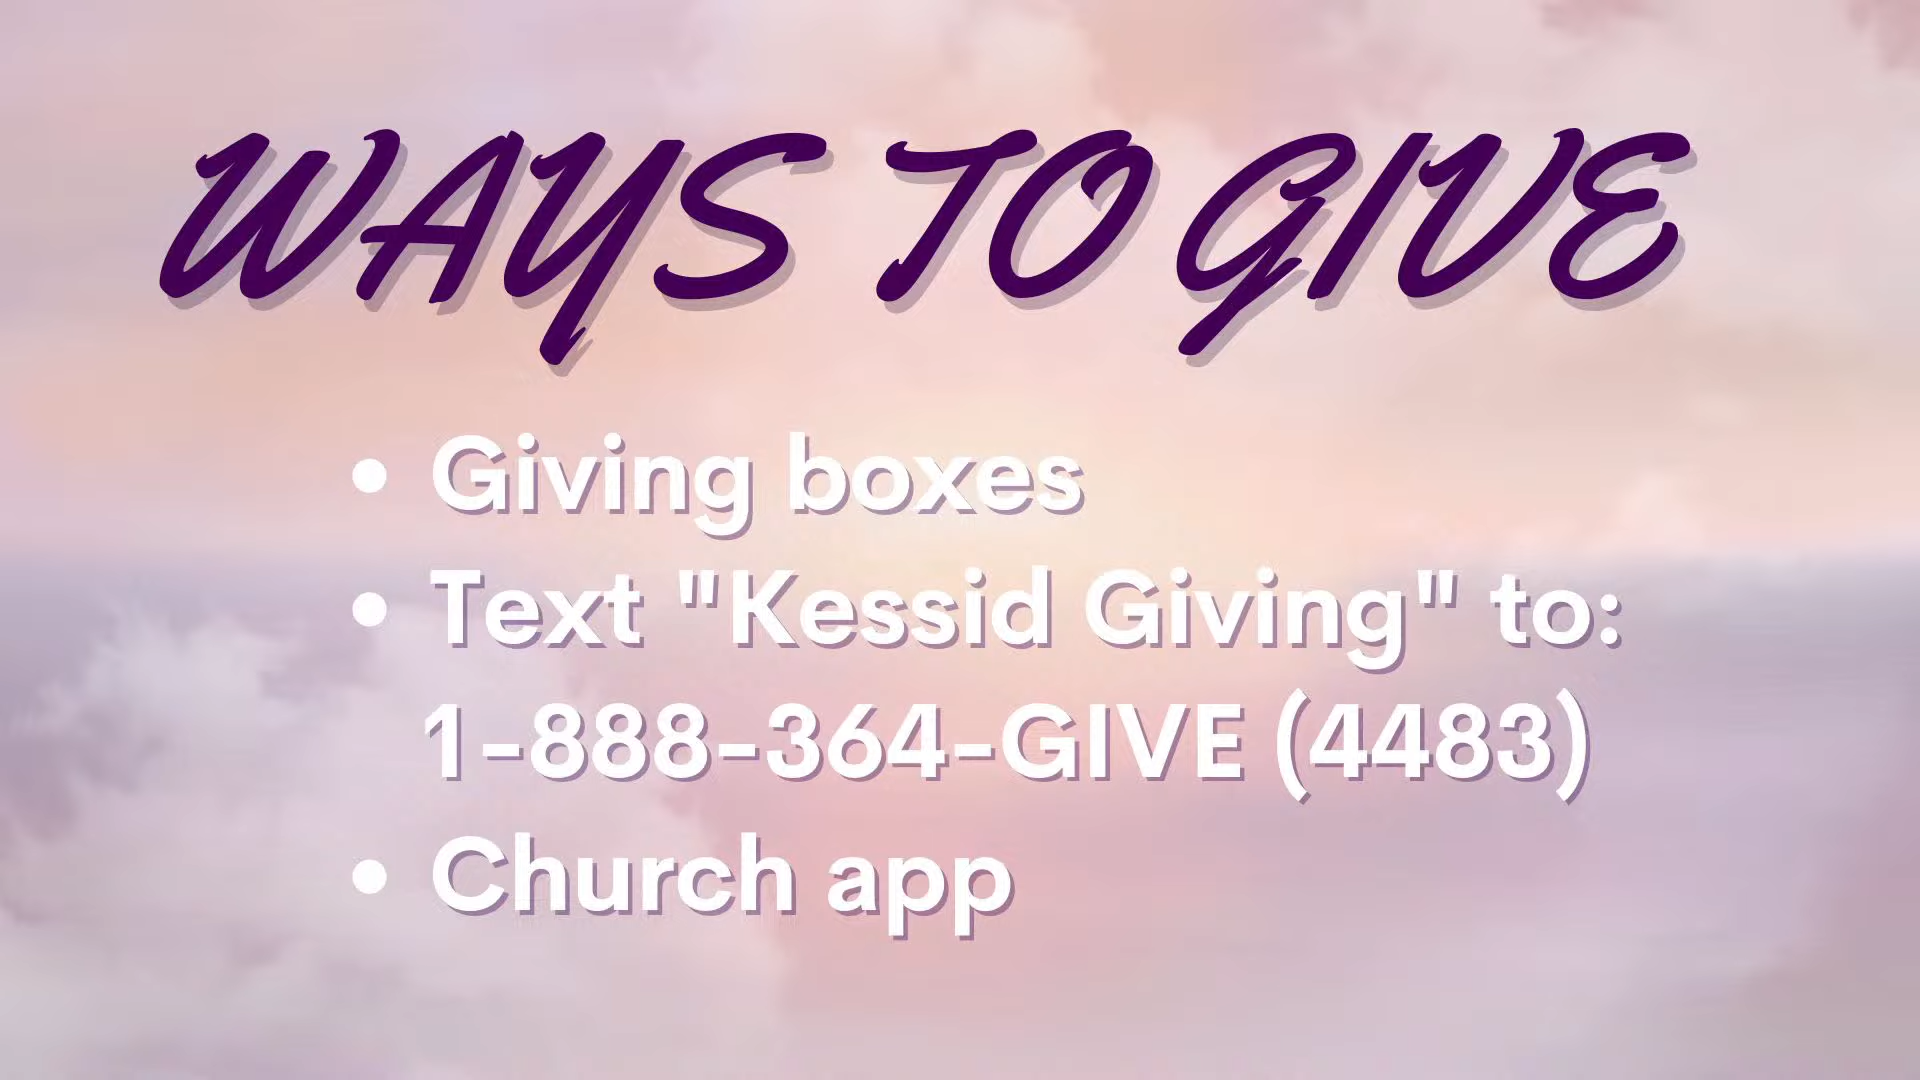 WAYS TO GIVE
• Giving boxes
• Text "Kessid Giving" to:
1-888-364-GIVE (4483)
• Church app